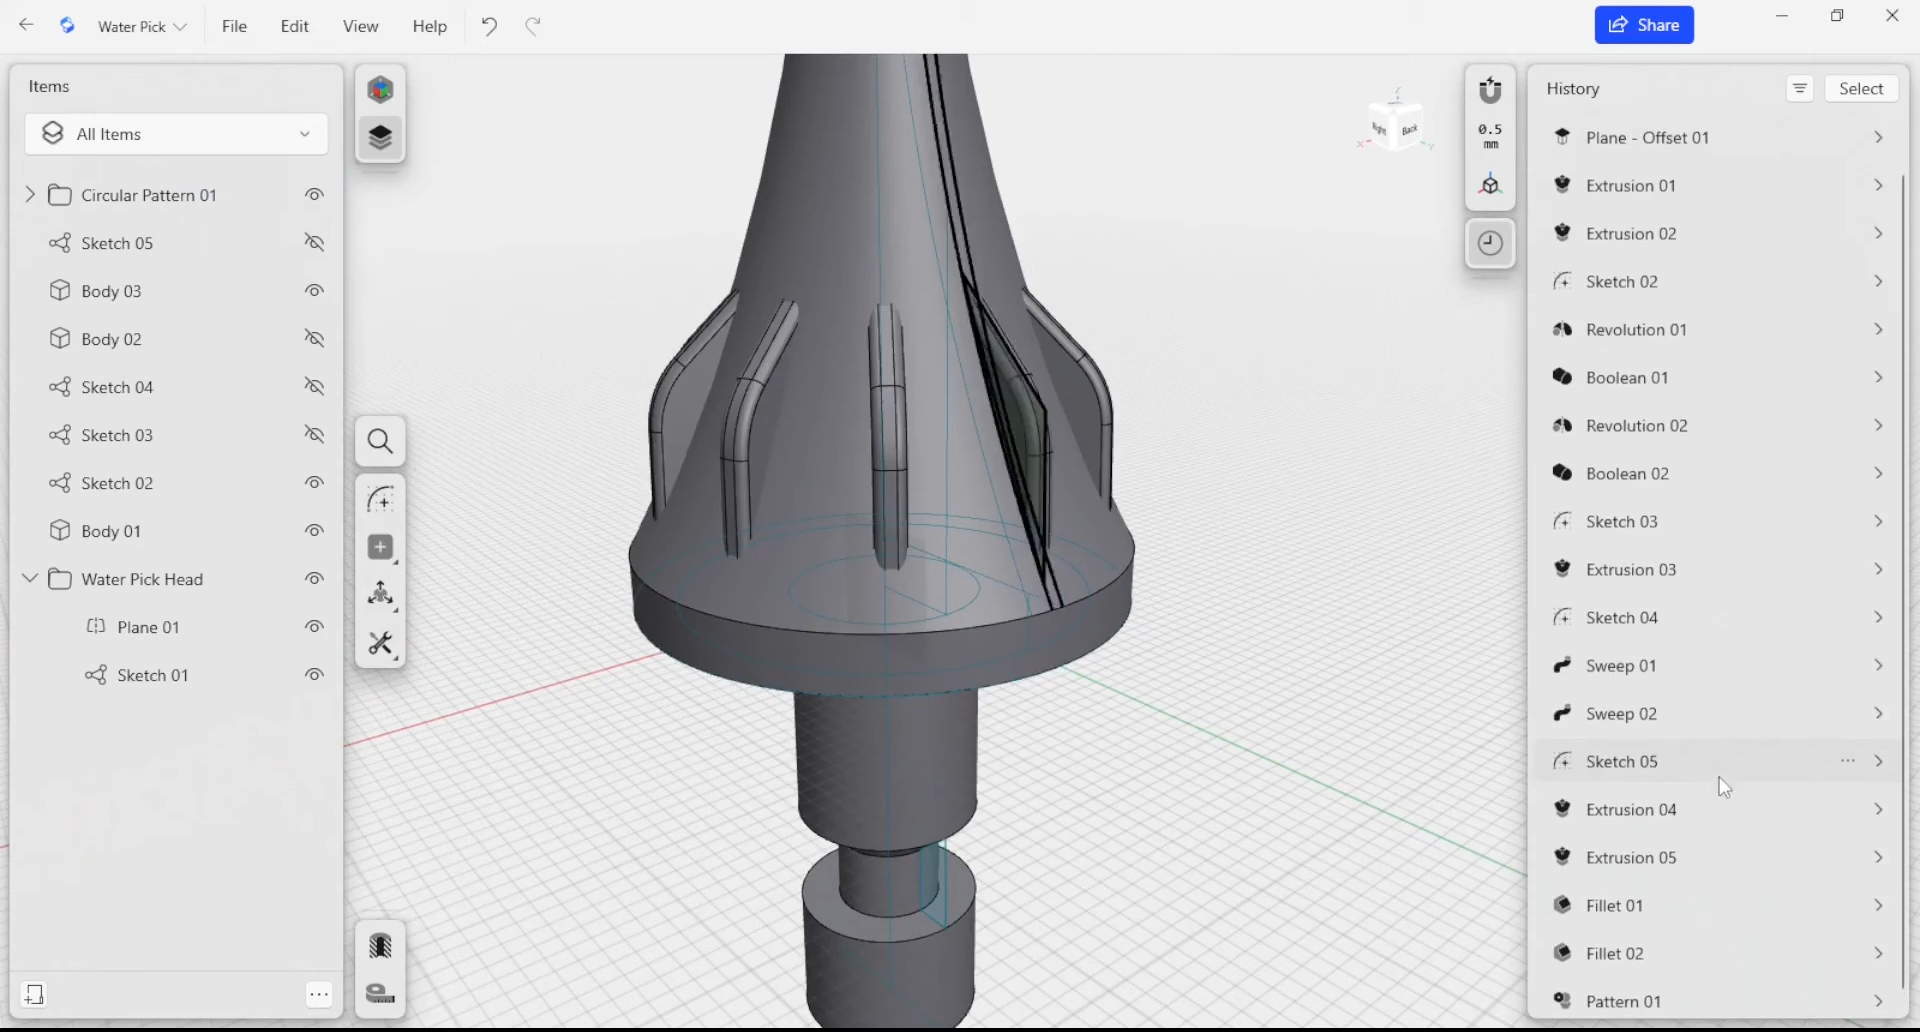 Water Pick
File
Edit
View
Help
Share
Items
All Items
Circular Pattern 01
Sketch 05
Body 03
Body 02
Sketch 04
Sketch 03
Sketch 02
Body 01
Water Pick Head
Plane 01
Sketch 01
Right
Back
X
Y
Z
0.5
mm
History
Select
Plane - Offset 01
Extrusion 01
Extrusion 02
Sketch 02
Revolution 01
Boolean 01
Revolution 02
Boolean 02
Sketch 03
Extrusion 03
Sketch 04
Sweep 01
Sweep 02
Sketch 05
Extrusion 04
Extrusion 05
Fillet 01
Fillet 02
Pattern 01